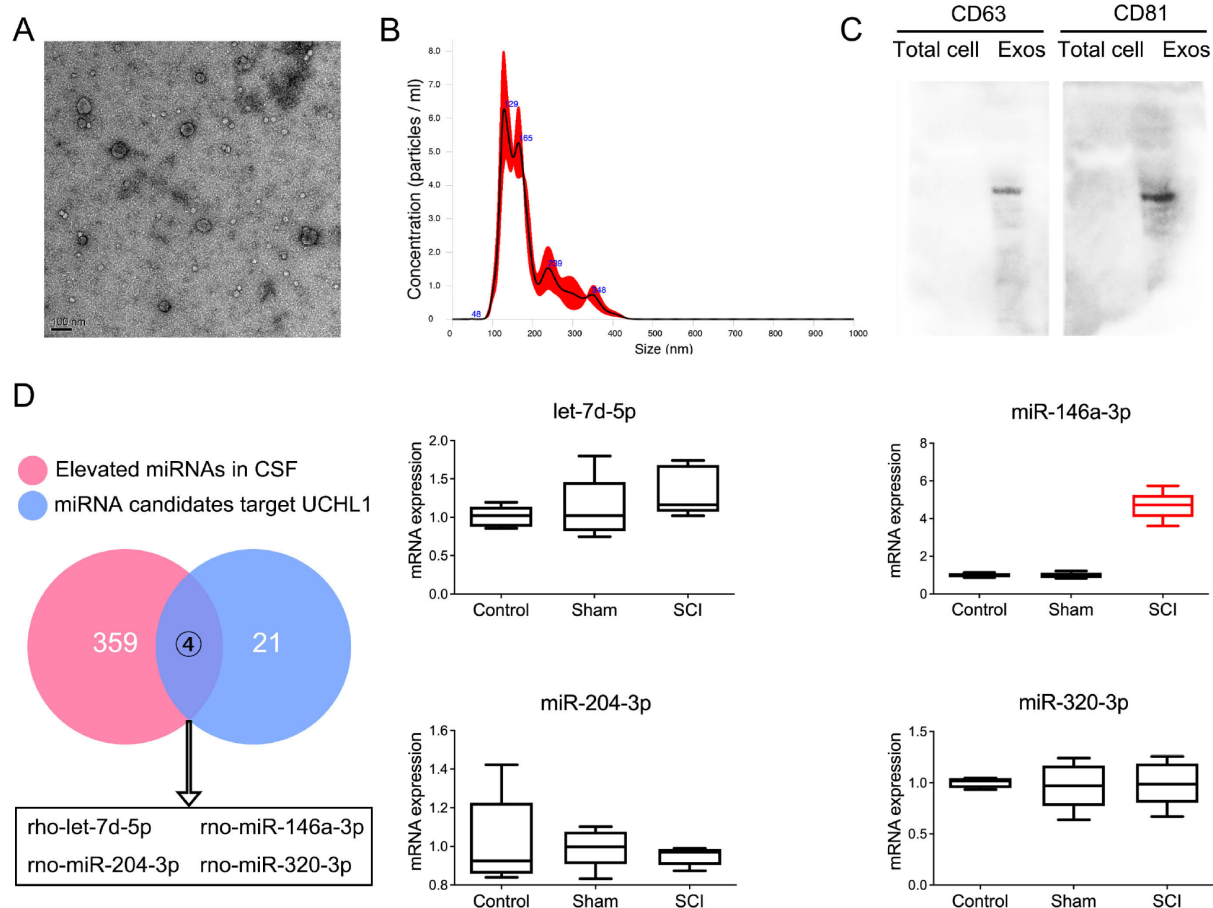 A
100 nm
B
Concentration (particles / ml)
8.0
7.0
6.0
5.0
4.0
3.0
2.0
1.0
0
129
165
239
348
48
0 100 200 300 400 500 600 700 800 900 1000
Size (nm)
C
CD63 CD81
Total cell Exos Total cell Exos
D
Elevated miRNAs in CSF
miRNA candidates target UCHL1
359 4 21
rho-let-7d-5p rno-miR-146a-3p
rno-miR-204-3p rno-miR-320-3p
let-7d-5p
mRNA expression
2.0
1.5
1.0
0.5
0.0
Control Sham SCI
miR-146a-3p
mRNA expression
8
6
4
2
0
Control Sham SCI
miR-204-3p
mRNA expression
1.6
1.4
1.2
1.0
0.8
Control Sham SCI
miR-320-3p
mRNA expression
1.5
1.0
0.5
0.0
Control Sham SCI